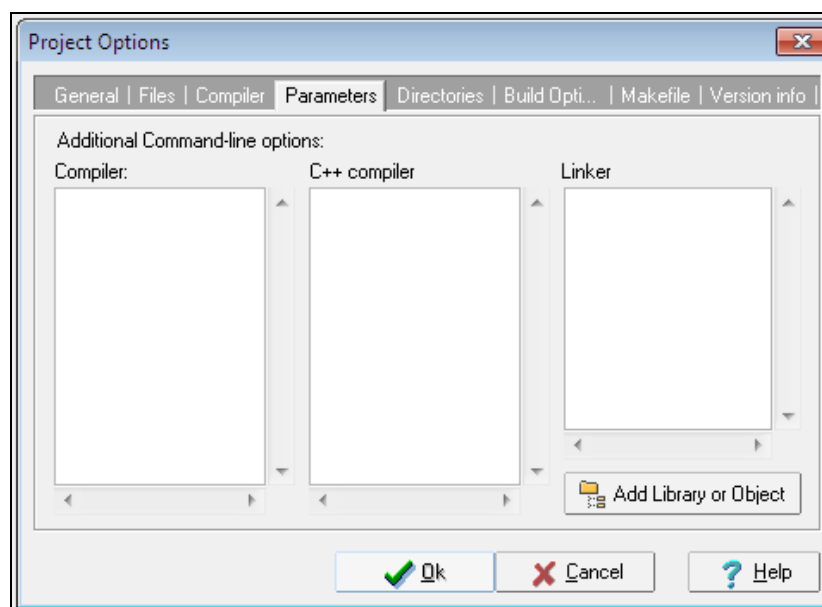 Project Options
General | Files | Compiler Parameters Directories | Build Opti... | Makefile | Version info |
Additional Command-line options:
Compiler: C++ compiler Linker
Add Library or Object
Ok Cancel Help